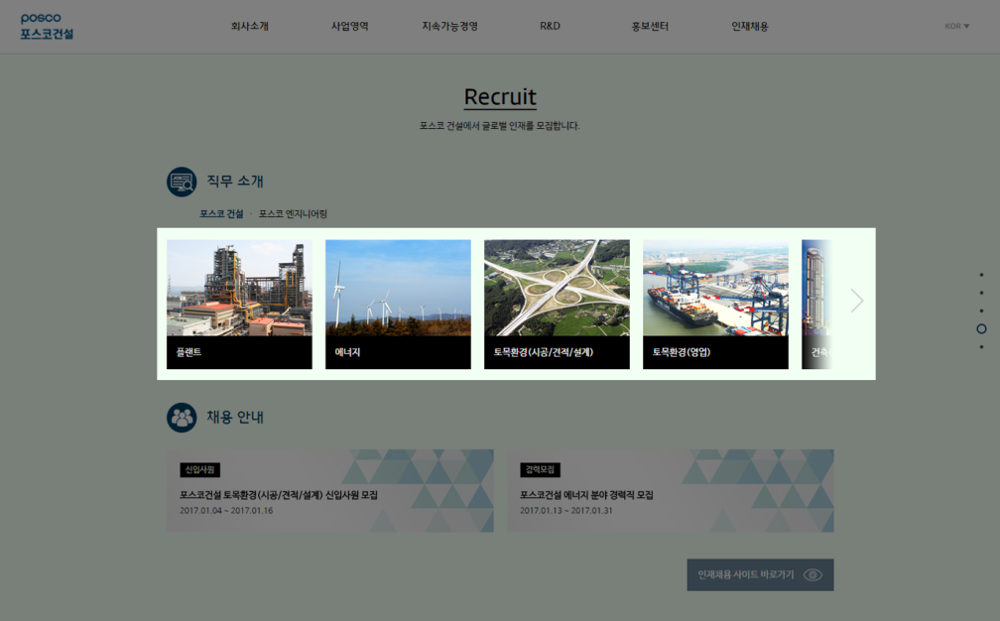 posco
포스코건설
회사소개 사업영역 지속가능경영 R&D 홍보센터 인재채용 KOR ▼
Recruit
포스코 건설에서 글로벌 인재를 모집합니다.
직무 소개
포스코 건설 · 포스코 엔지니어링
플랜트 에너지 토목환경(시공/견적/설계) 토목환경(영업) 건축
채용 안내
신입사원
포스코건설 토목환경(시공/견적/설계) 신입사원 모집
2017.01.04 ~ 2017.01.16
경력모집
포스코건설 에너지 분야 경력직 모집
2017.01.13 ~ 2017.01.31
인재채용 사이트 바로가기